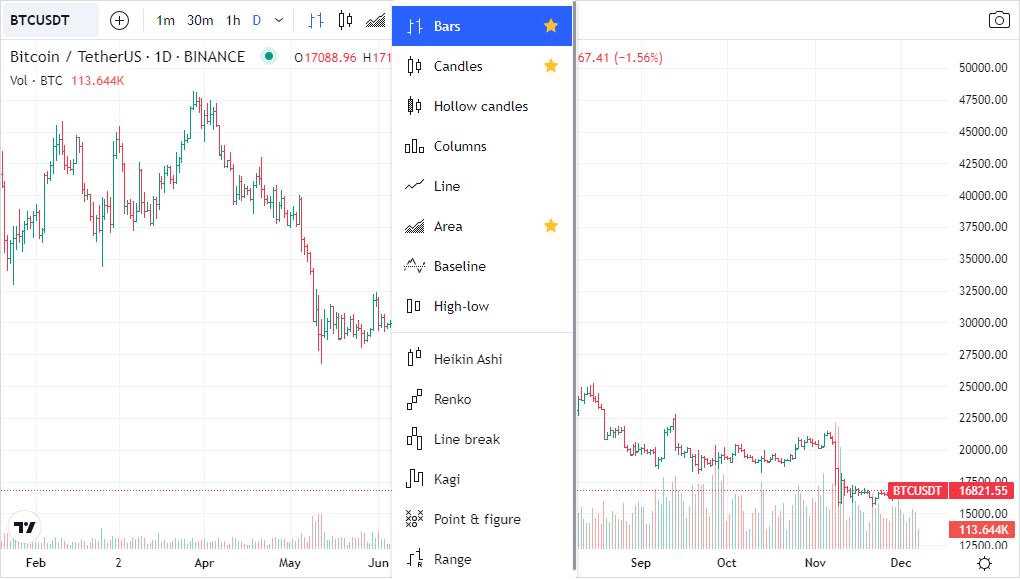 BTCUSDT 1m 30m 1h D
Bitcoin / TetherUS · 1D · BINANCE O17088.96 H171 67.41 (−1.56%)
Vol · BTC 113.644K
Bars
Candles
Hollow candles
Columns
Line
Area
Baseline
High-low
Heikin Ashi
Renko
Line break
Kagi
Point & figure
Range
50000.00
47500.00
45000.00
42500.00
40000.00
37500.00
35000.00
32500.00
30000.00
27500.00
25000.00
22500.00
20000.00
17500.00
BTCUSDT 16821.55
15000.00
113.644K
12500.00
Feb 2 Apr May Jun Sep Oct Nov Dec